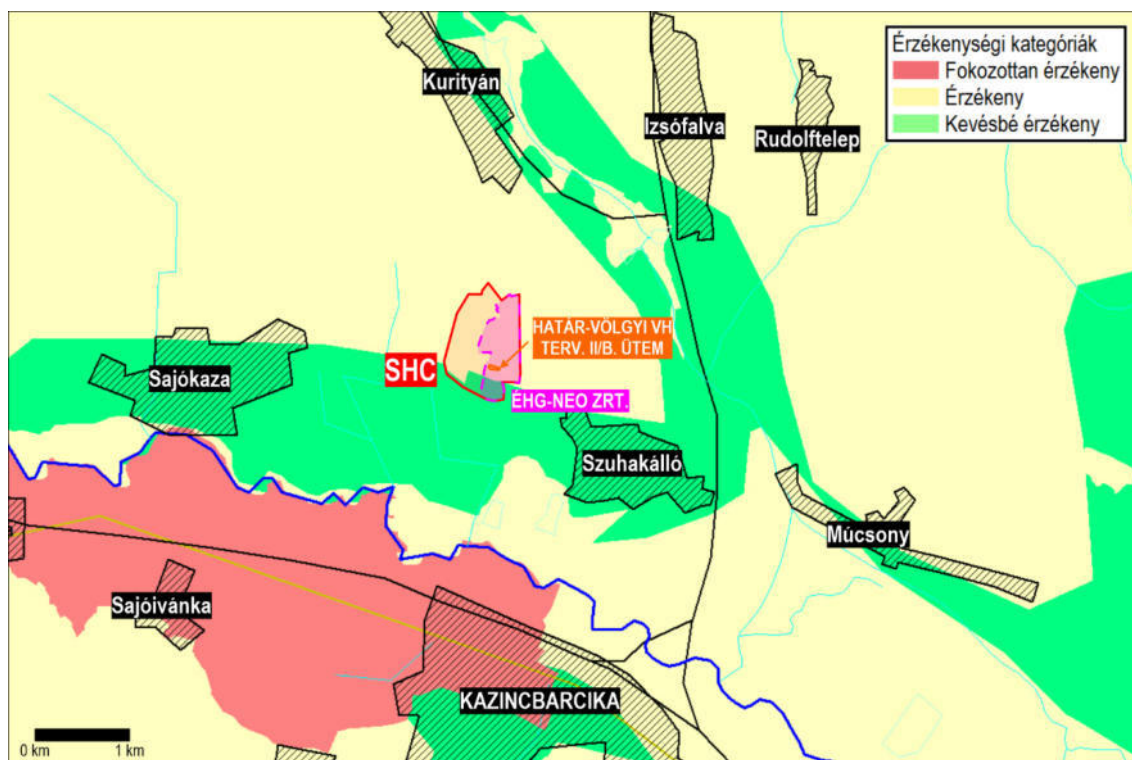 Érzékenységi kategóriák
Fokozottan érzékeny
Érzékeny
Kevésbé érzékeny
Kurityán
Izsófalva
Rudolftelep
HATÁR-VÖLGYI VH
TERV. II/B. ÜTEM
SHC
Sajókaza
ÉHG-NEO ZRT.
Szuhakálló
Múcsony
Sajóivánka
KAZINCBARCIKA
0 km
1 km